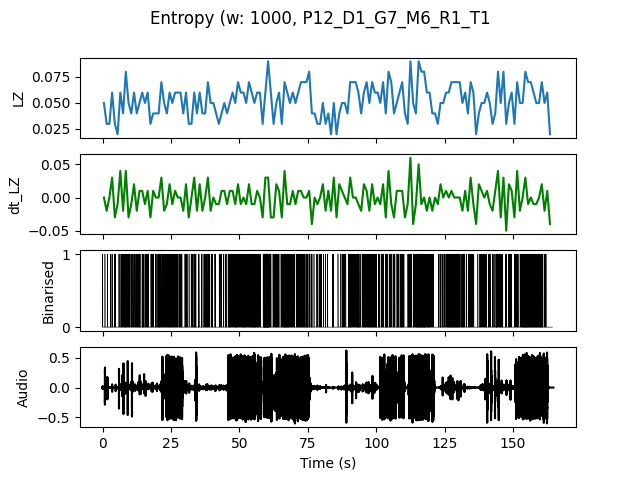 Entropy (w: 1000, P12_D1_G7_M6_R1_T1
LZ
0.075
0.050
0.025
dt_LZ
0.05
0.00
−0.05
Binarised
1
0
Audio
0.5
0.0
−0.5
0 25 50 75 100 125 150
Time (s)